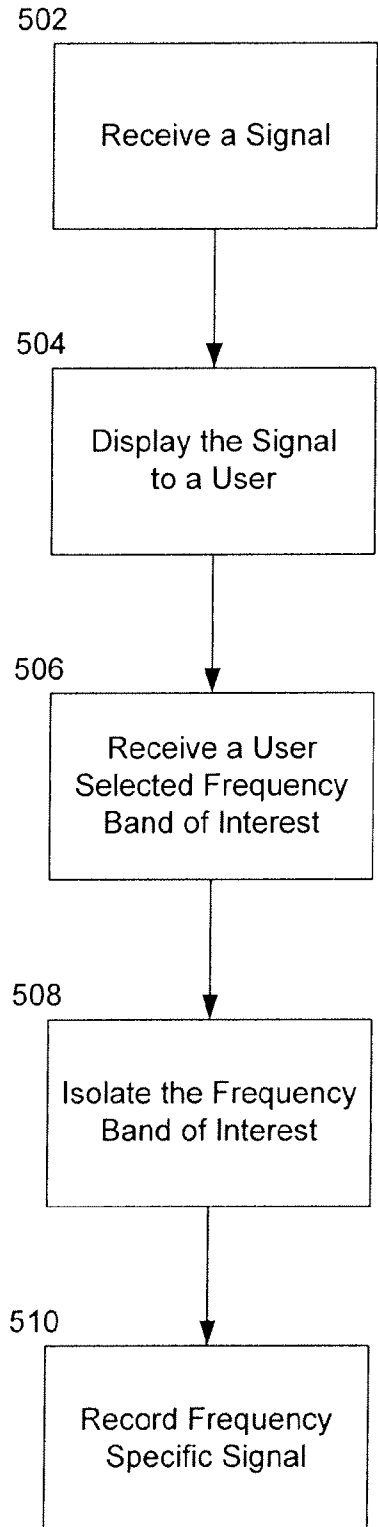 502
Receive a Signal
504
Display the Signal
to a User
506
Receive a User
Selected Frequency
Band of Interest
508
Isolate the Frequency
Band of Interest
510
Record Frequency
Specific Signal